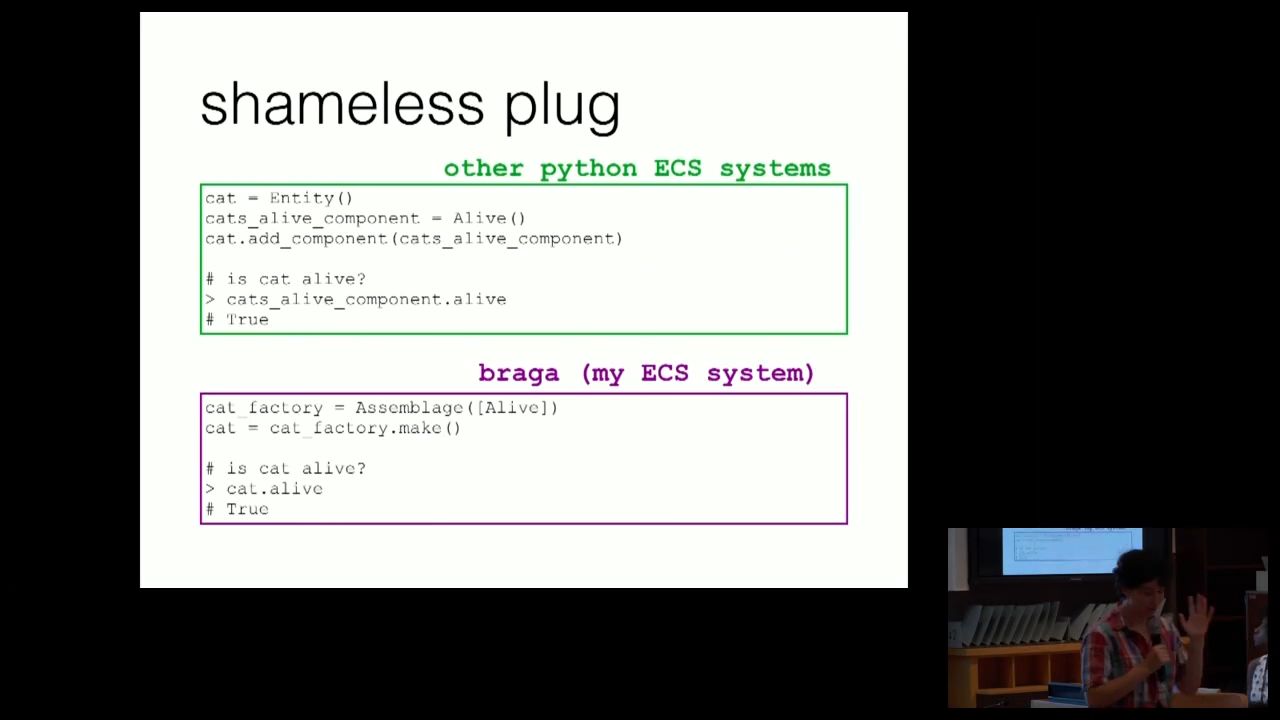 shameless plug
other python ECS systems
cat = Entity()
cats_alive_component = Alive()
cat.add_component(cats_alive_component)
# is cat alive?
> cats_alive_component.alive
# True
braga (my ECS system)
cat_factory = Assemblage([Alive])
cat = cat_factory.make()
# is cat alive?
> cat.alive
# True